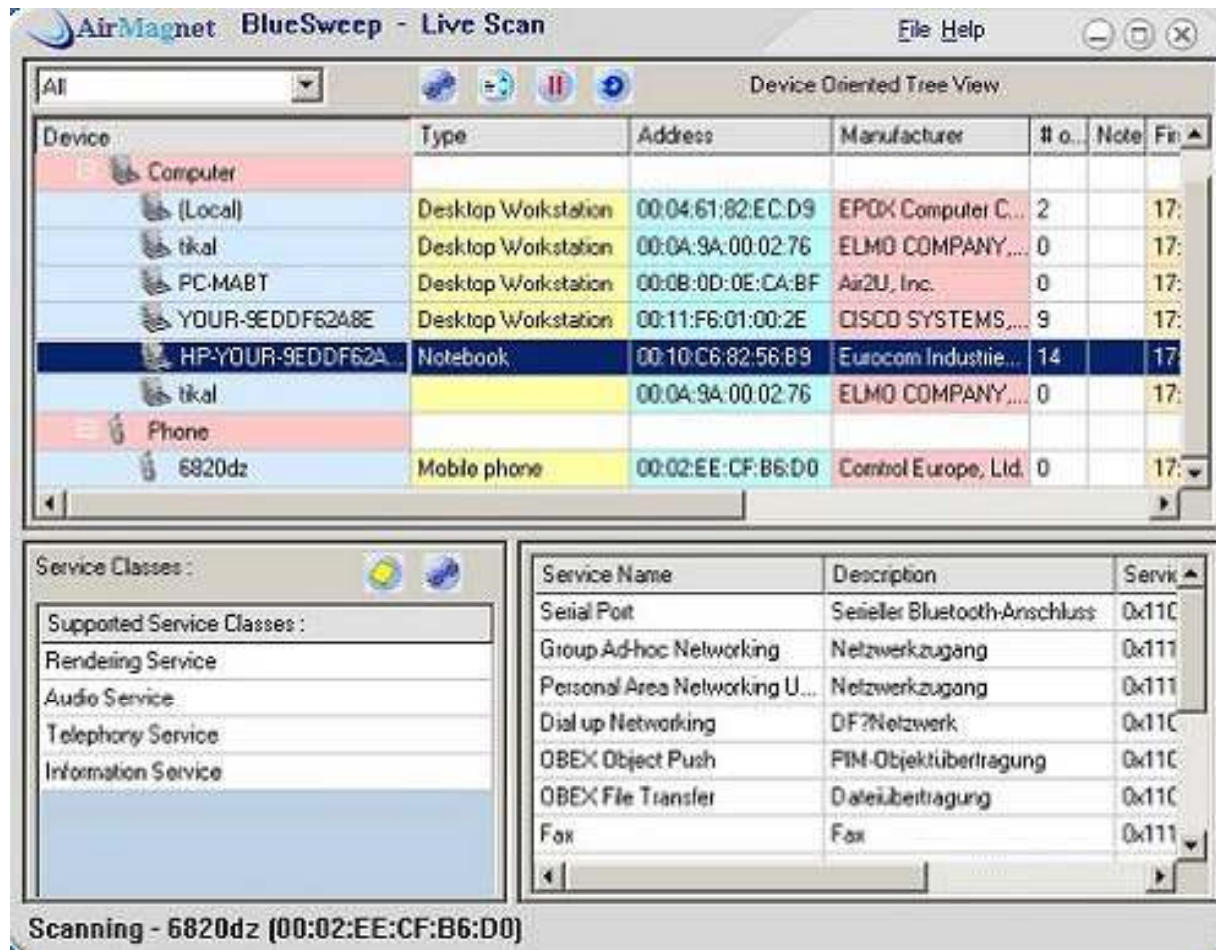 AirMagnet BlueSweep - Live Scan File Help
All Device Oriented Tree View
Device Type Address Manufacturer # o... Note Fir
Computer
(Local) Desktop Workstation 00:04:61:82:EC:D9 EPOX Computer C... 2 17:
tikal Desktop Workstation 00:0A:9A:00:02:76 ELMO COMPANY,... 0 17:
PC-MABT Desktop Workstation 00:0B:0D:0E:CA:BF Air2U, Inc. 0 17:
YOUR-9EDDF62A8E Desktop Workstation 00:11:F6:01:00:2E CISCO SYSTEMS,... 9 17:
HP-YOUR-9EDDF62A... Notebook 00:10:C6:82:56:B9 Eurocom Industrie... 14 17:
tikal 00:0A:9A:00:02:76 ELMO COMPANY,... 0 17:
Phone
6820dz Mobile phone 00:02:EE:CF:B6:D0 Comtrol Europe, Ltd. 0 17:
Service Classes :
Supported Service Classes :
Rendering Service
Audio Service
Telephony Service
Information Service
Service Name Description Servic
Serial Port Serieller Bluetooth-Anschluss 0x110
Group Ad-hoc Networking Netzwerkzugang 0x111
Personal Area Networking U... Netzwerkzugang 0x111
Dial up Networking DF?Netzwerk 0x110
OBEX Object Push PIM-Objektübertragung 0x110
OBEX File Transfer Dateiübertragung 0x110
Fax Fax 0x111
Scanning - 6820dz (00:02:EE:CF:B6:D0)